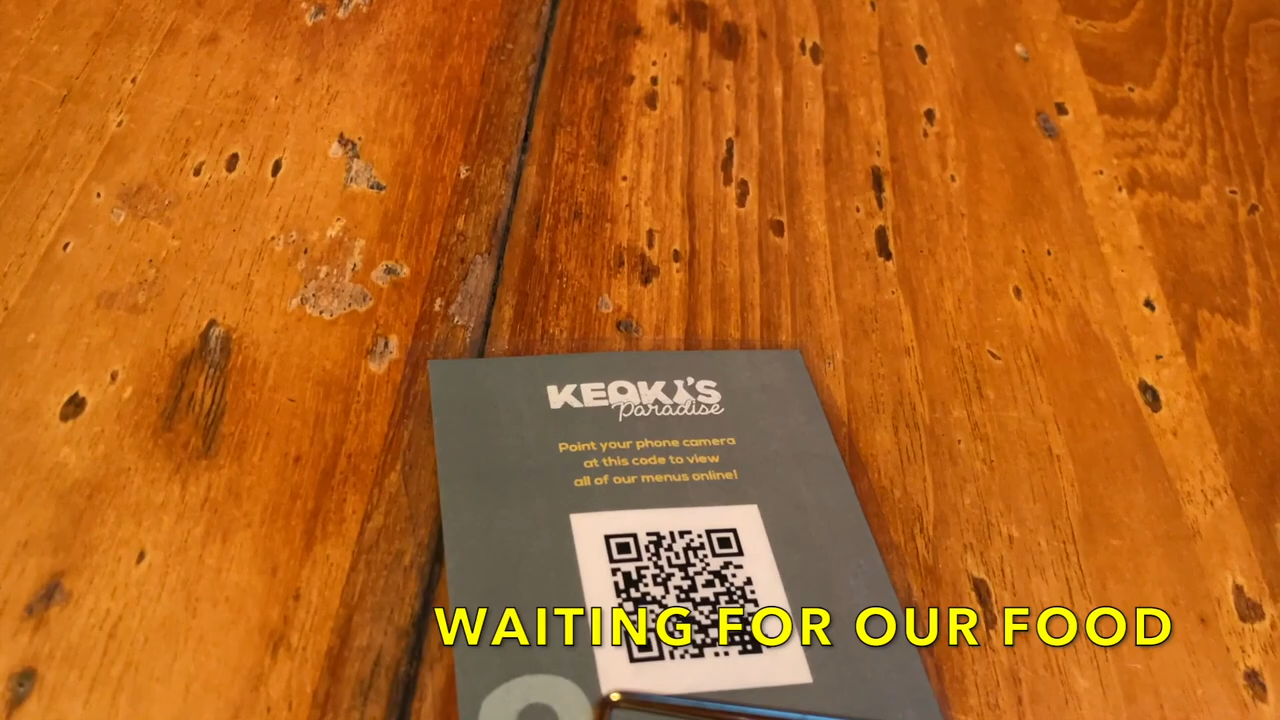 KEOKI'S
Paradise
Point your phone camera
at this code to view
all of our menus online!
WAITING FOR OUR FOOD